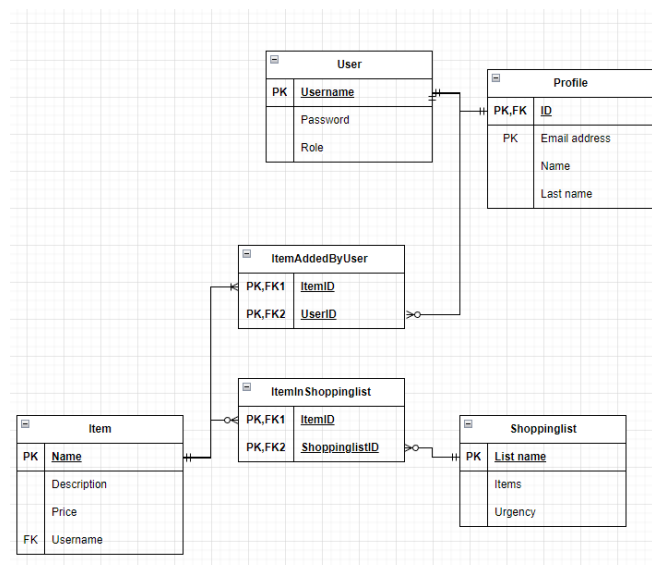 User
PK Username
Password
Role
Profile
PK,FK ID
PK Email address
Name
Last name
ItemAddedByUser
PK,FK1 ItemID
PK,FK2 UserID
ItemInShoppinglist
PK,FK1 ItemID
PK,FK2 ShoppinglistID
Item
PK Name
Description
Price
FK Username
Shoppinglist
PK List name
Items
Urgency